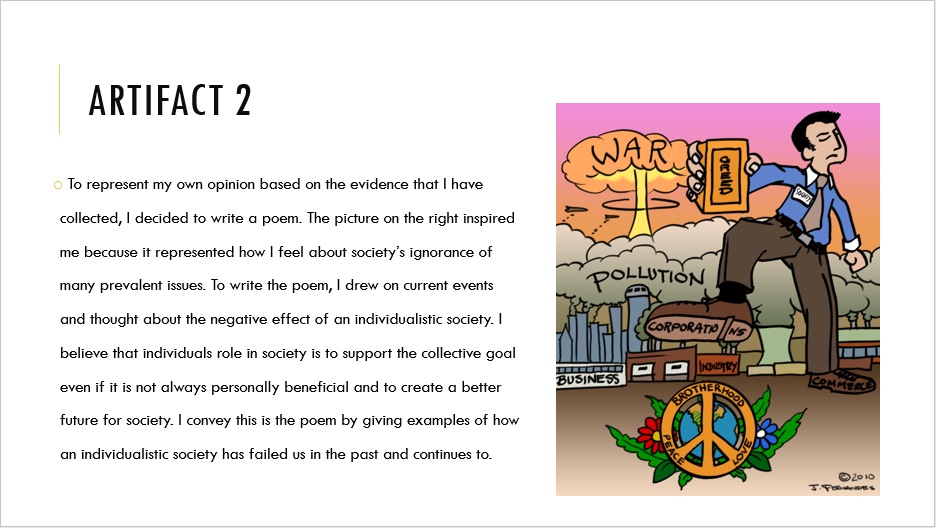 ARTIFACT 2
To represent my own opinion based on the evidence that I have
collected, I decided to write a poem. The picture on the right inspired
me because it represented how I feel about society’s ignorance of
many prevalent issues. To write the poem, I drew on current events
and thought about the negative effect of an individualistic society. I
believe that individuals role in society is to support the collective goal
even if it is not always personally beneficial and to create a better
future for society. I convey this is the poem by giving examples of how
an individualistic society has failed us in the past and continues to.
WAR
POLLUTION
CORPORATIONS
BUSINESS
INDUSTRY
COMMERCE
BROTHERHOOD
PEACE
LOVE
©2010